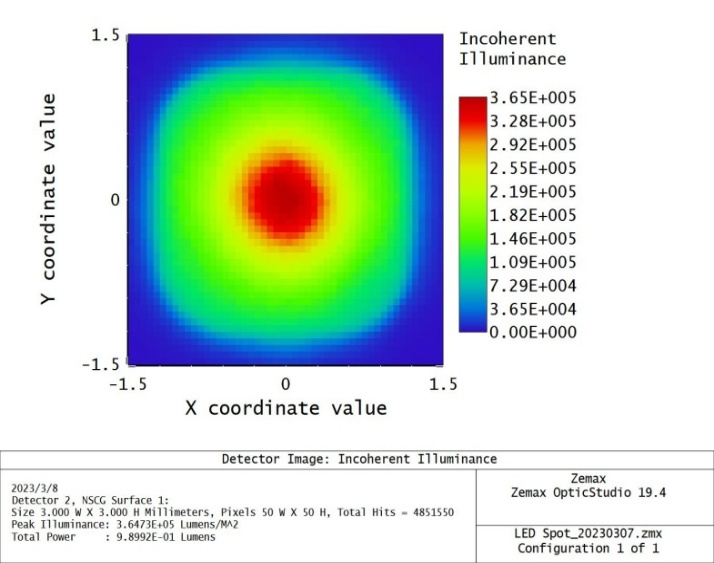 Incoherent
Illuminance
1.5
0
-1.5
Y coordinate value
-1.5
0
1.5
X coordinate value
3.65E+005
3.28E+005
2.92E+005
2.55E+005
2.19E+005
1.82E+005
1.46E+005
1.09E+005
7.29E+004
3.65E+004
0.00E+000
Detector Image: Incoherent Illuminance
2023/3/8
Detector 2, NSCG Surface 1:
Size 3.000 W X 3.000 H Millimeters, Pixels 50 W X 50 H, Total Hits = 4851550
Peak Illuminance: 3.6473E+05 Lumens/M^2
Total Power : 9.8992E-01 Lumens
Zemax
Zemax OpticStudio 19.4
LED Spot_20230307.zmx
Configuration 1 of 1